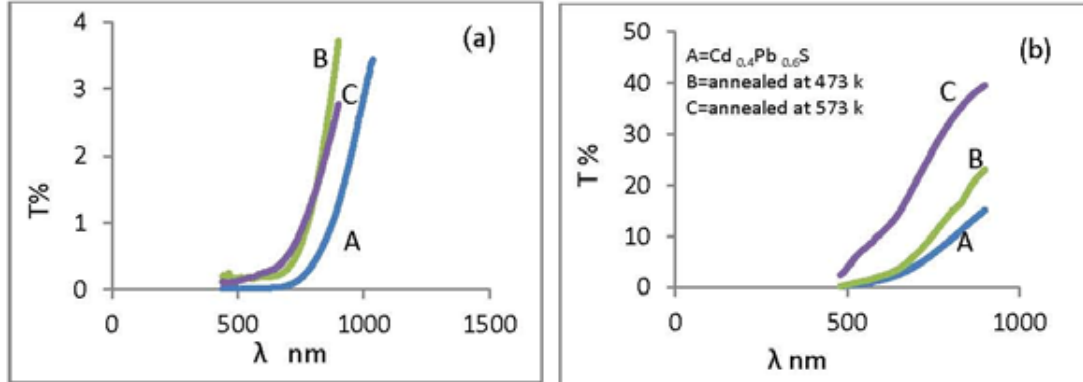 (a)
T%
4
3
2
1
0
0 500 1000 1500
λ nm
B
C
A
(b)
T %
50
40
30
20
10
0
0 500 1000
λ nm
A=Cd 0.4Pb 0.6S
B=annealed at 473 k
C=annealed at 573 k
C
B
A